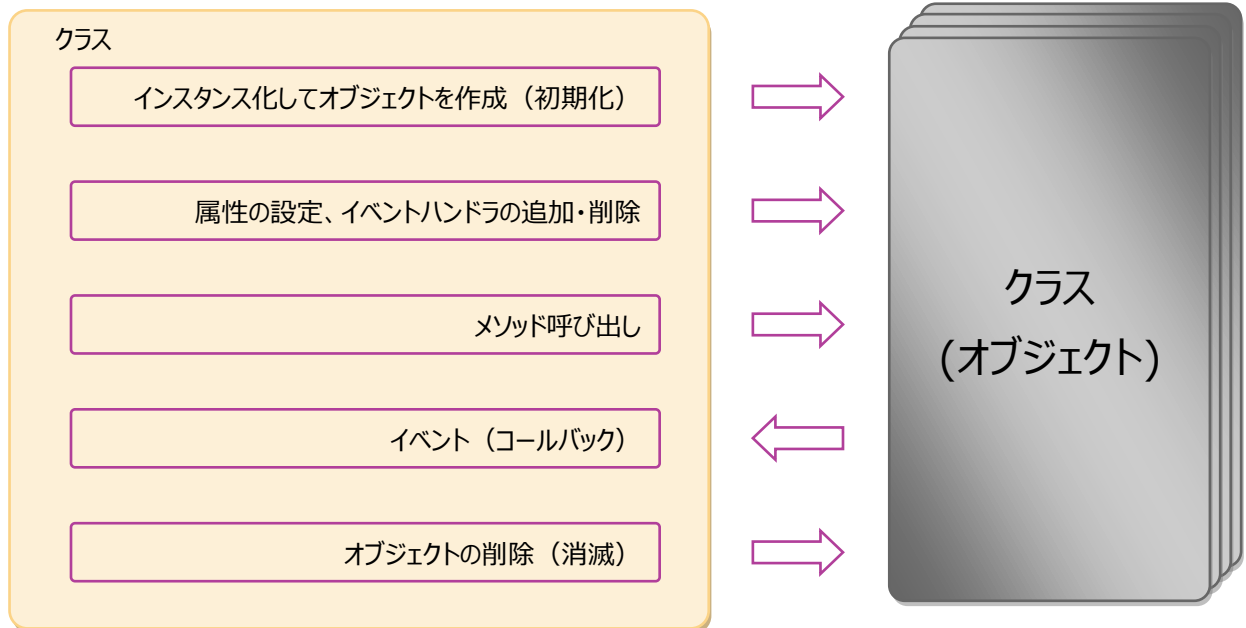 クラス
インスタンス化してオブジェクトを作成（初期化）
属性の設定、イベントハンドラの追加・削除
メソッド呼び出し
イベント（コールバック）
オブジェクトの削除（消滅）
クラス
(オブジェクト)